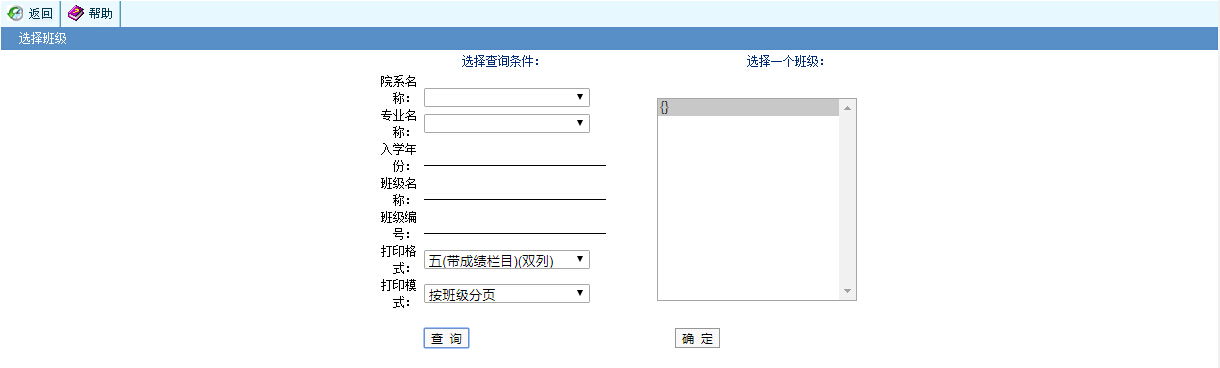 返回 帮助
选择班级
选择查询条件： 选择一个班级：
院系名
称：
专业名
称：
入学年
份：
班级名
称：
班级编
号：
打印格
式： 五(带成绩栏目)(双列)
打印模
式： 按班级分页
{}
查 询 确 定